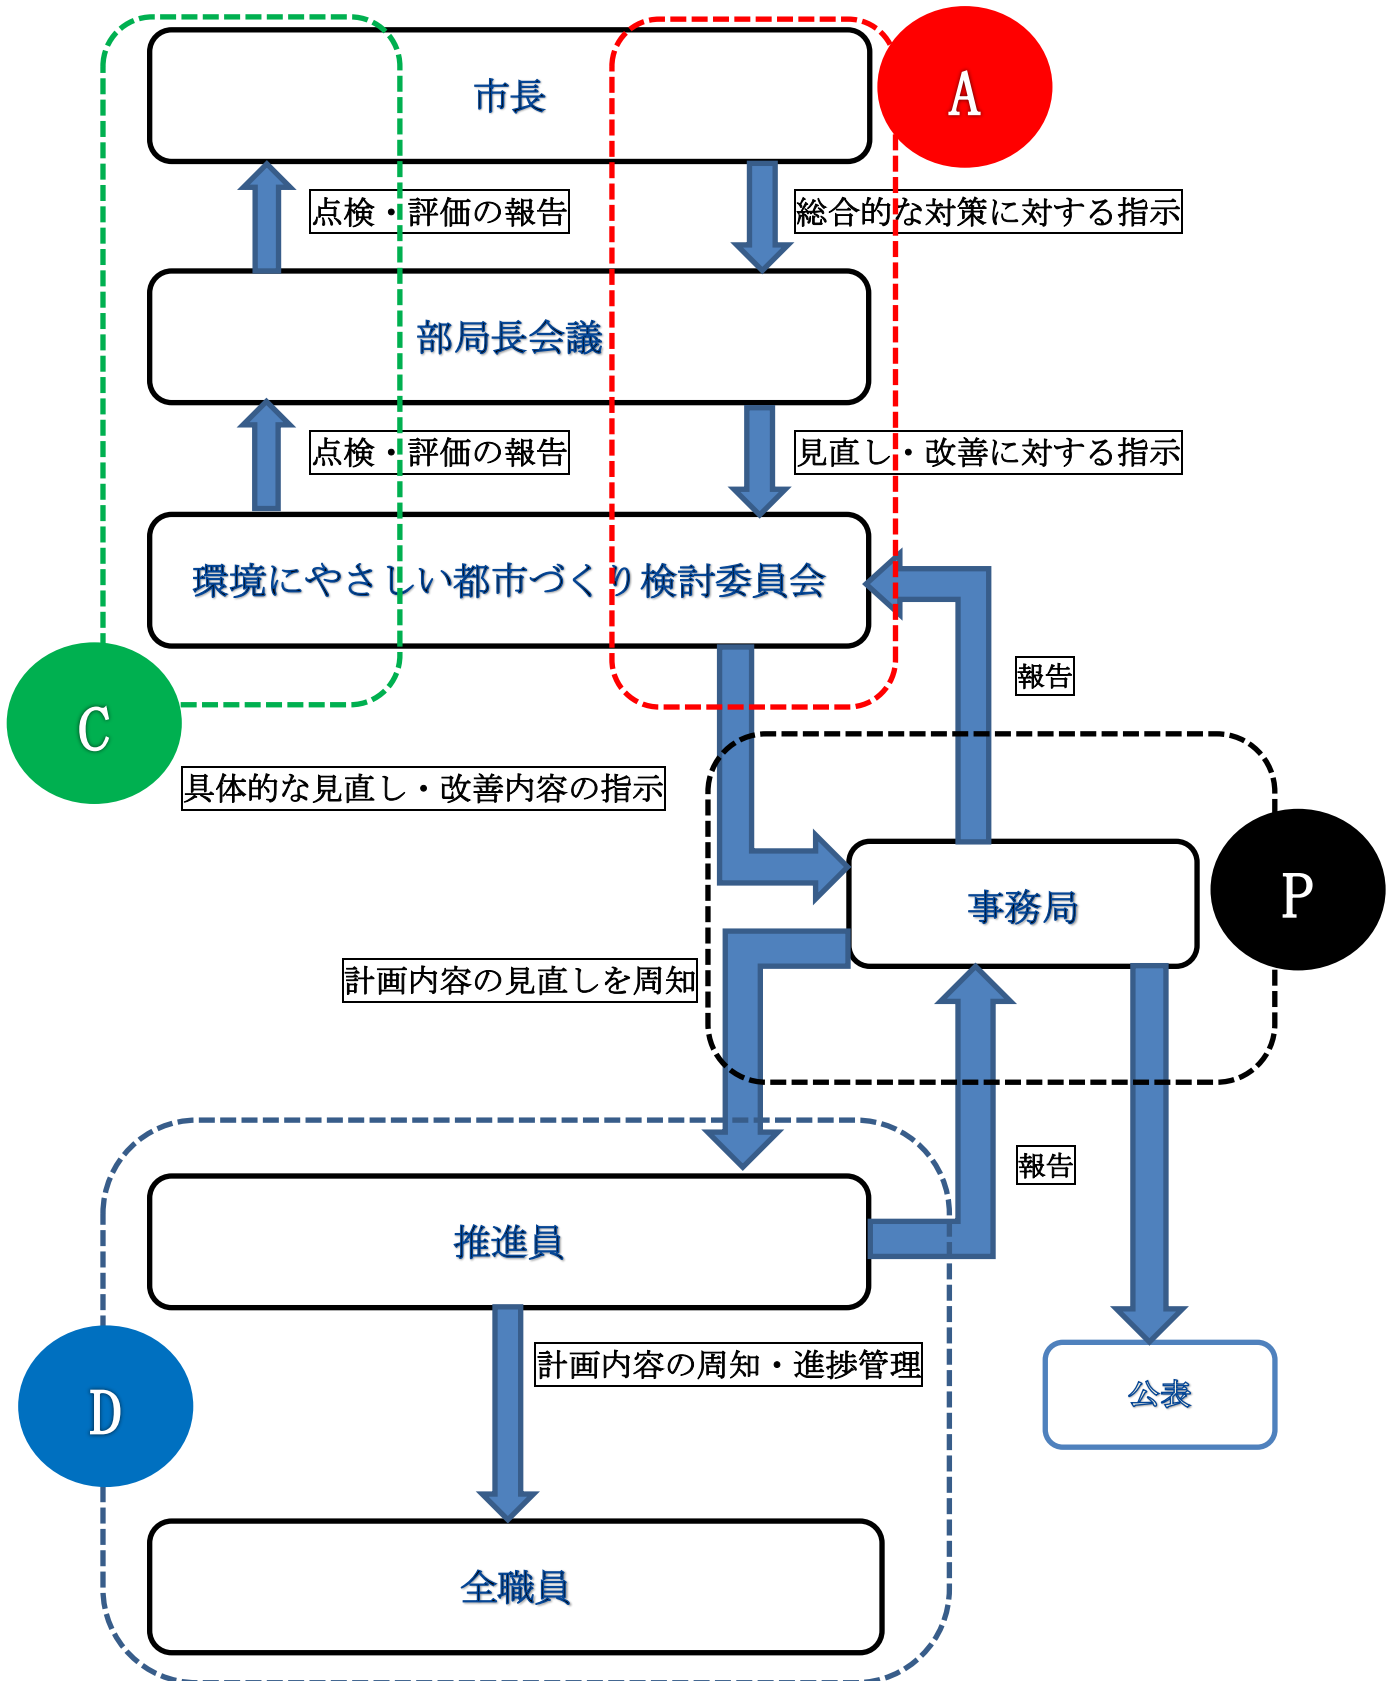 市長
A
点検・評価の報告
総合的な対策に対する指示
部局長会議
点検・評価の報告
見直し・改善に対する指示
環境にやさしい都市づくり検討委員会
報告
C
具体的な見直し・改善内容の指示
事務局
P
計画内容の見直しを周知
報告
推進員
計画内容の周知・進捗管理
D
公表
全職員